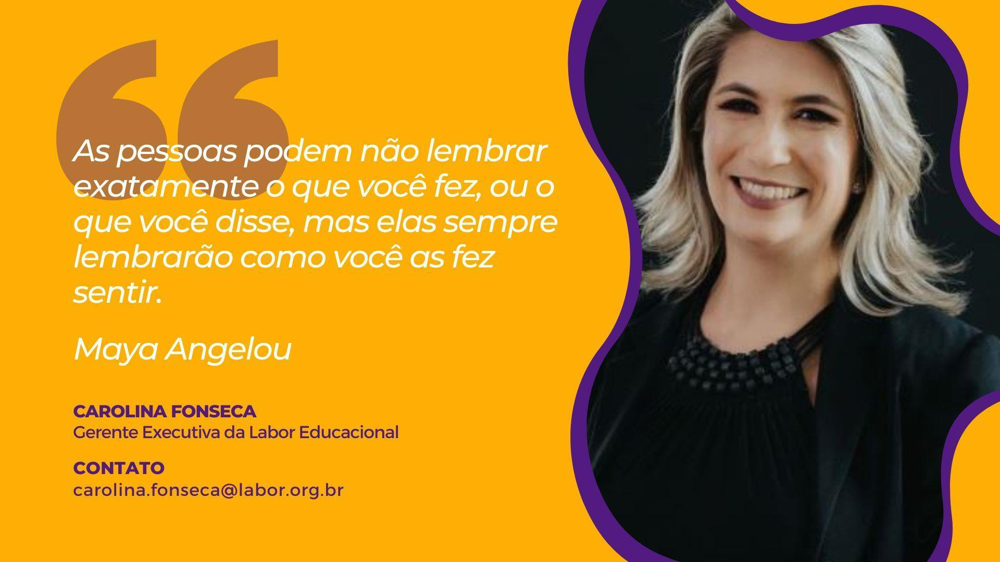 As pessoas podem não lembrar
exatamente o que você fez, ou o
que você disse, mas elas sempre
lembrarão como você as fez
sentir.
Maya Angelou
CAROLINA FONSECA
Gerente Executiva da Labor Educacional
CONTATO
carolina.fonseca@labor.org.br